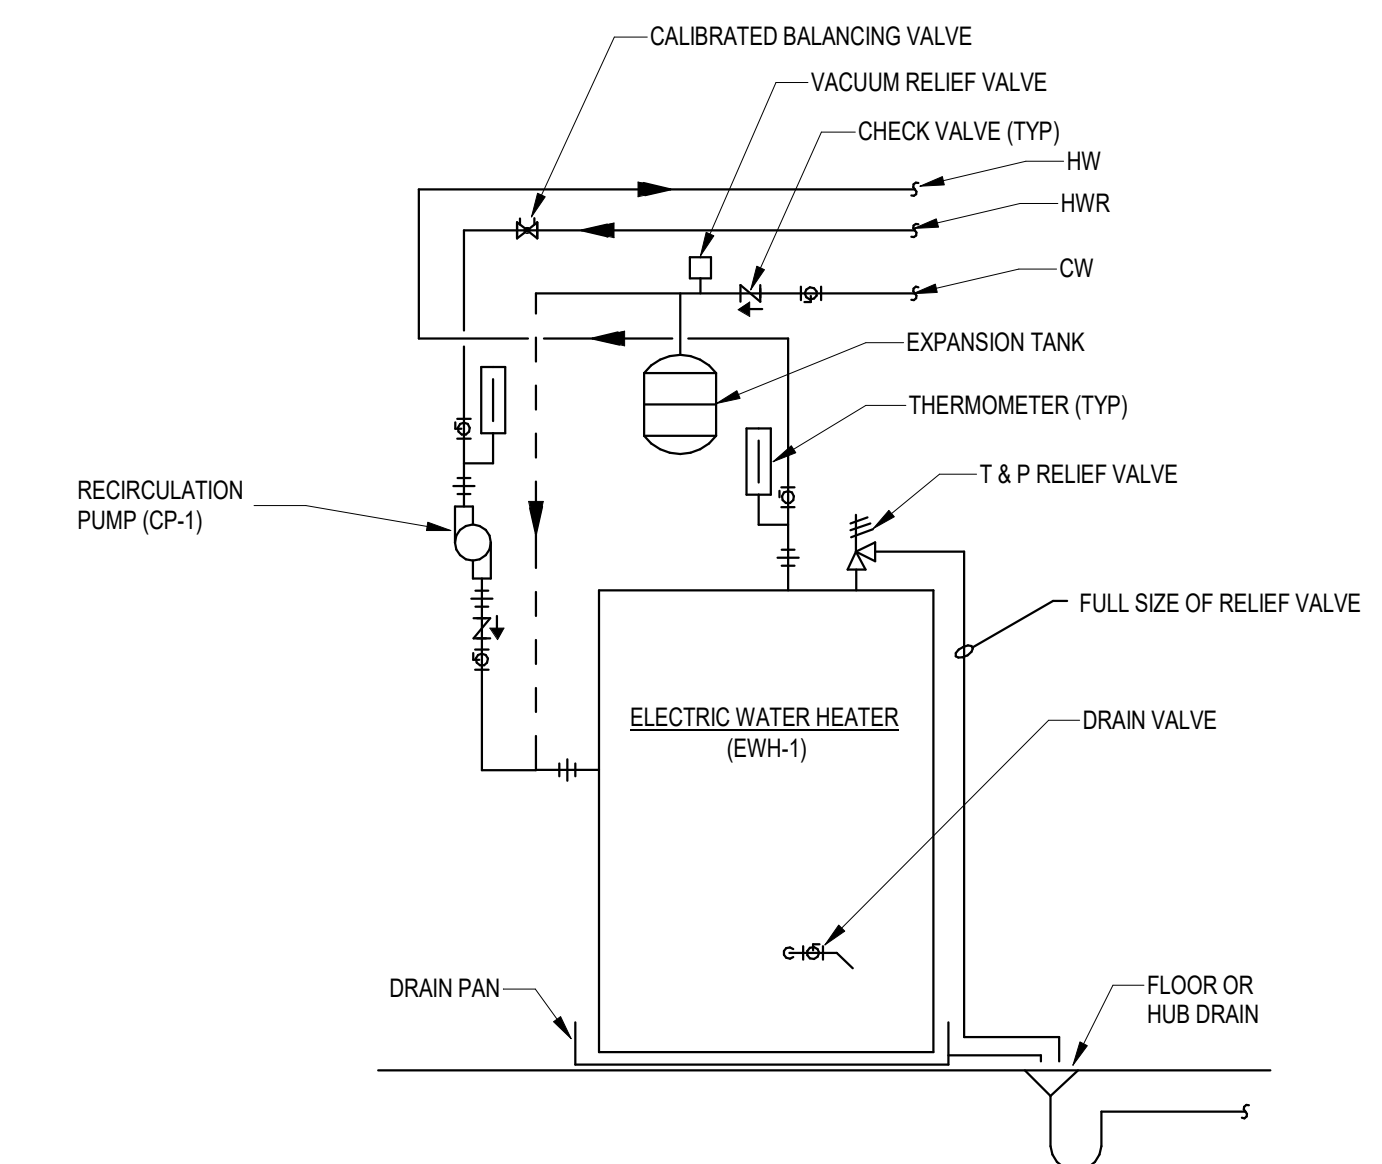 CALIBRATED BALANCING VALVE
VACUUM RELIEF VALVE
CHECK VALVE (TYP)
HW
HWR
CW
EXPANSION TANK
THERMOMETER (TYP)
T & P RELIEF VALVE
RECIRCULATION
PUMP (CP-1)
FULL SIZE OF RELIEF VALVE
ELECTRIC WATER HEATER
(EWH-1)
DRAIN VALVE
DRAIN PAN
FLOOR OR
HUB DRAIN